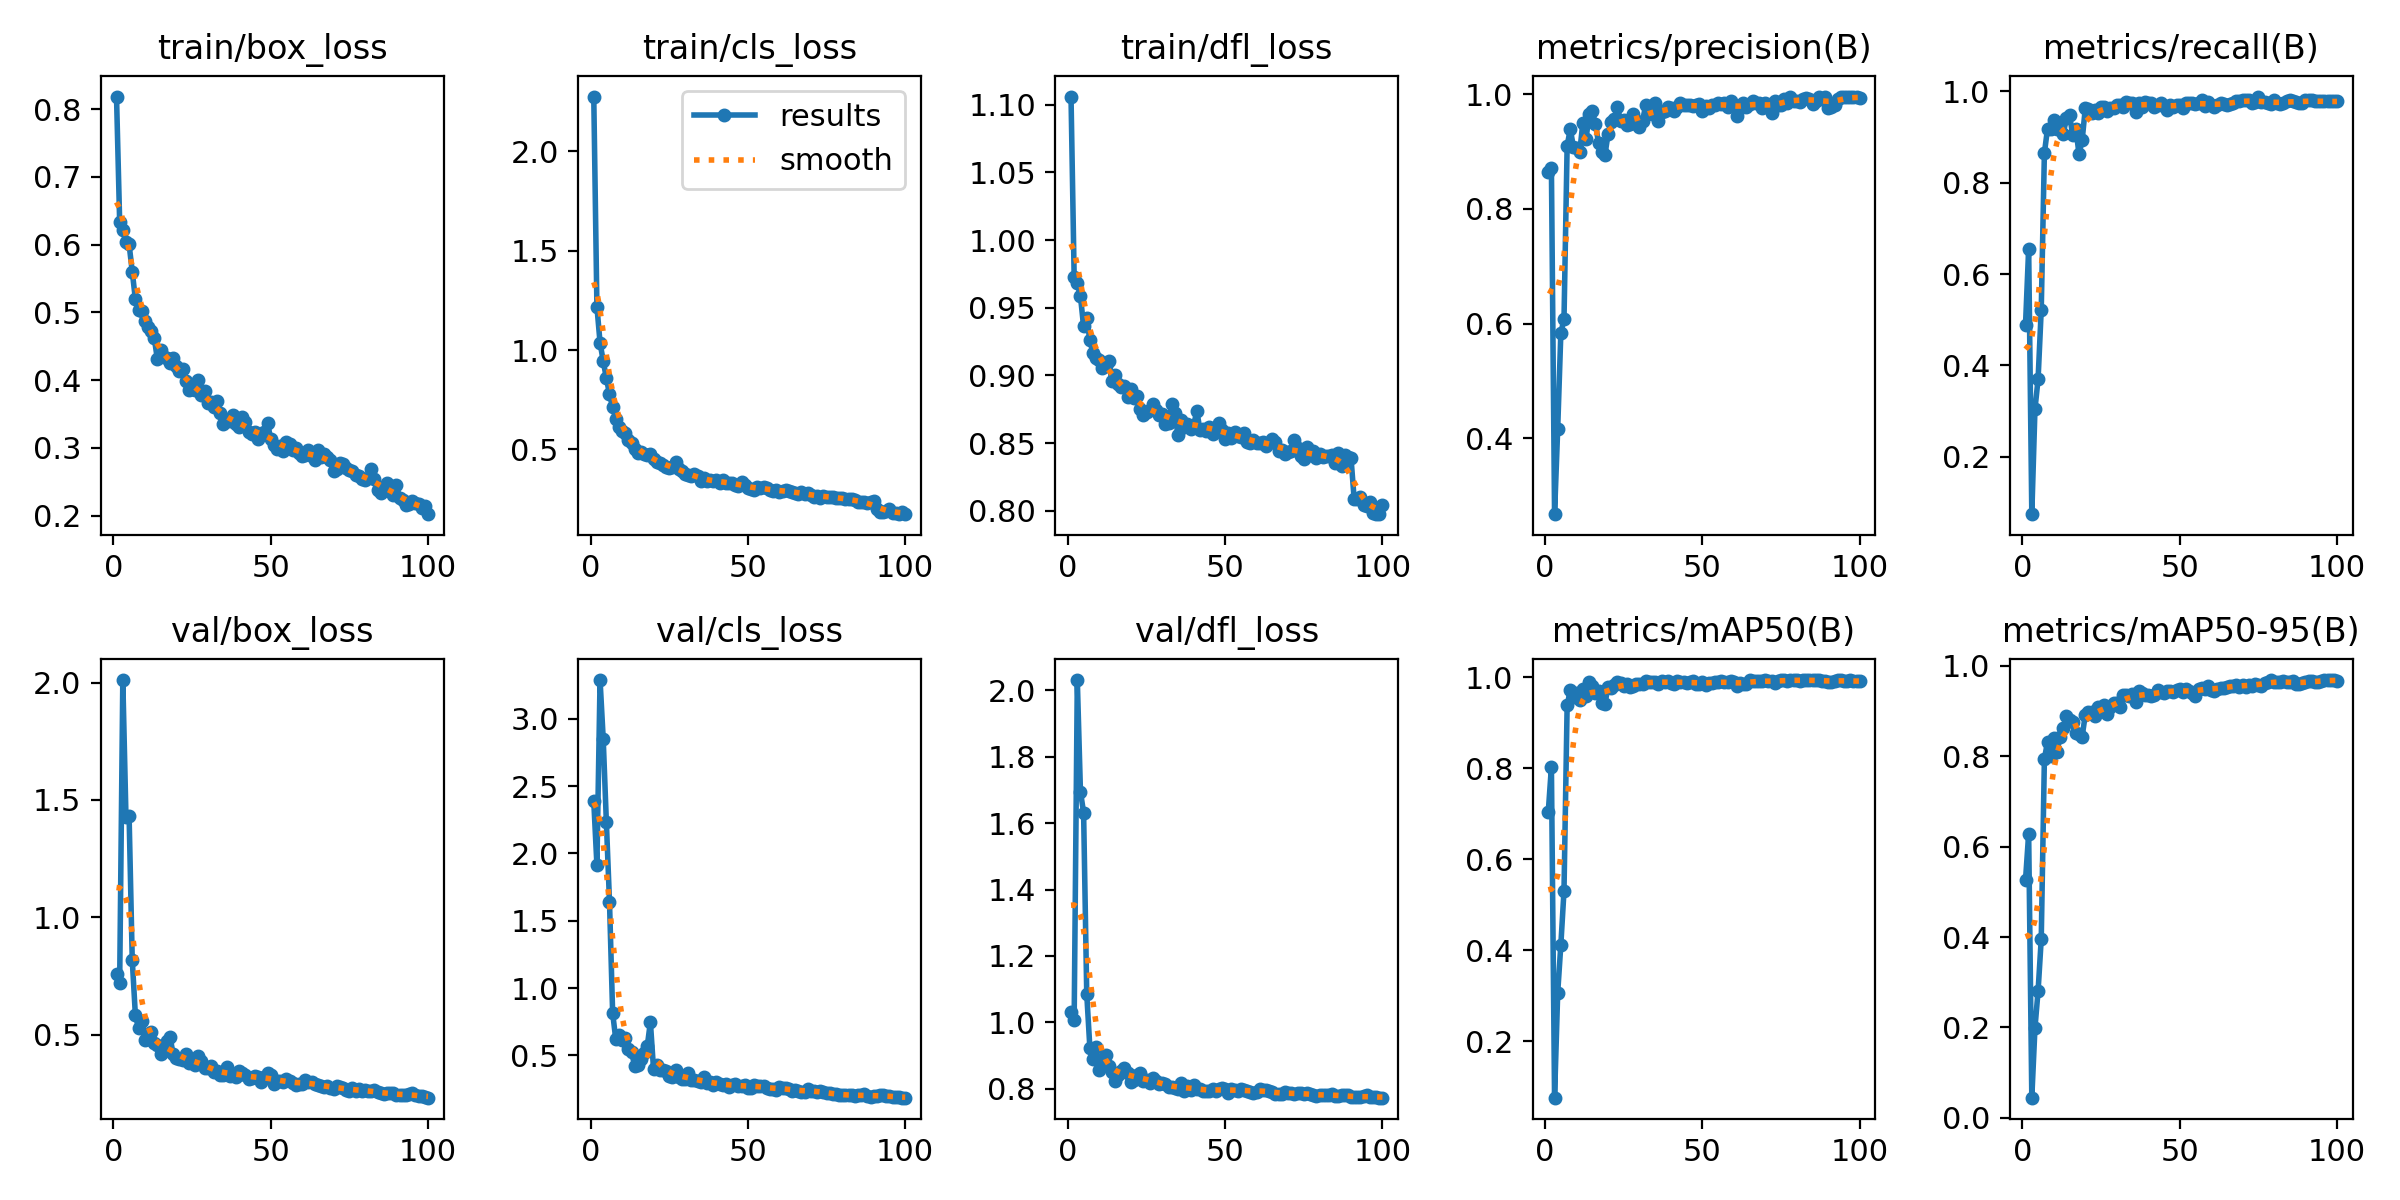 train/box_loss
0.8
0.7
0.6
0.5
0.4
0.3
0.2
0 50 100
train/cls_loss
results
smooth
2.0
1.5
1.0
0.5
0 50 100
train/dfl_loss
1.10
1.05
1.00
0.95
0.90
0.85
0.80
0 50 100
metrics/precision(B)
1.0
0.8
0.6
0.4
0 50 100
metrics/recall(B)
1.0
0.8
0.6
0.4
0.2
0 50 100
val/box_loss
2.0
1.5
1.0
0.5
0 50 100
val/cls_loss
3.0
2.5
2.0
1.5
1.0
0.5
0 50 100
val/dfl_loss
2.0
1.8
1.6
1.4
1.2
1.0
0.8
0 50 100
metrics/mAP50(B)
1.0
0.8
0.6
0.4
0.2
0 50 100
metrics/mAP50-95(B)
1.0
0.8
0.6
0.4
0.2
0.0
0 50 100